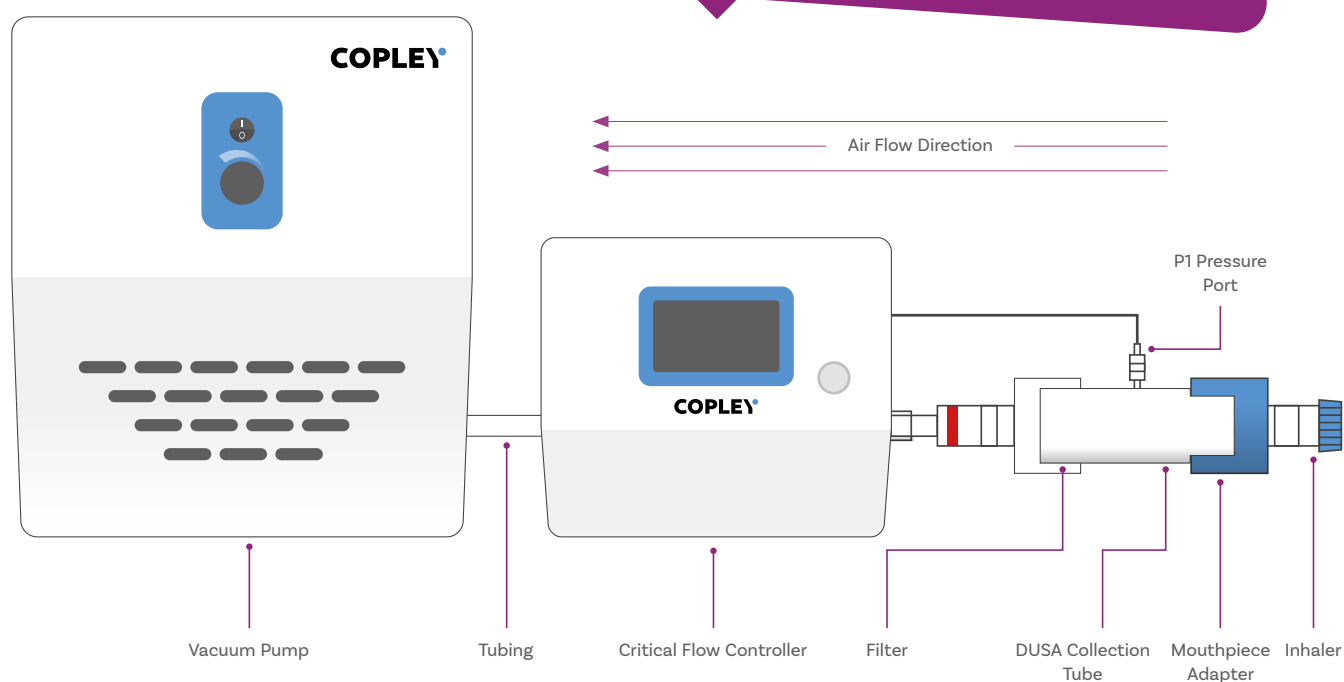 COPLEY
I
O
Air Flow Direction
P1 Pressure
Port
COPLEY
Vacuum Pump
Tubing
Critical Flow Controller
Filter
DUSA Collection
Tube
Mouthpiece
Adapter
Inhaler